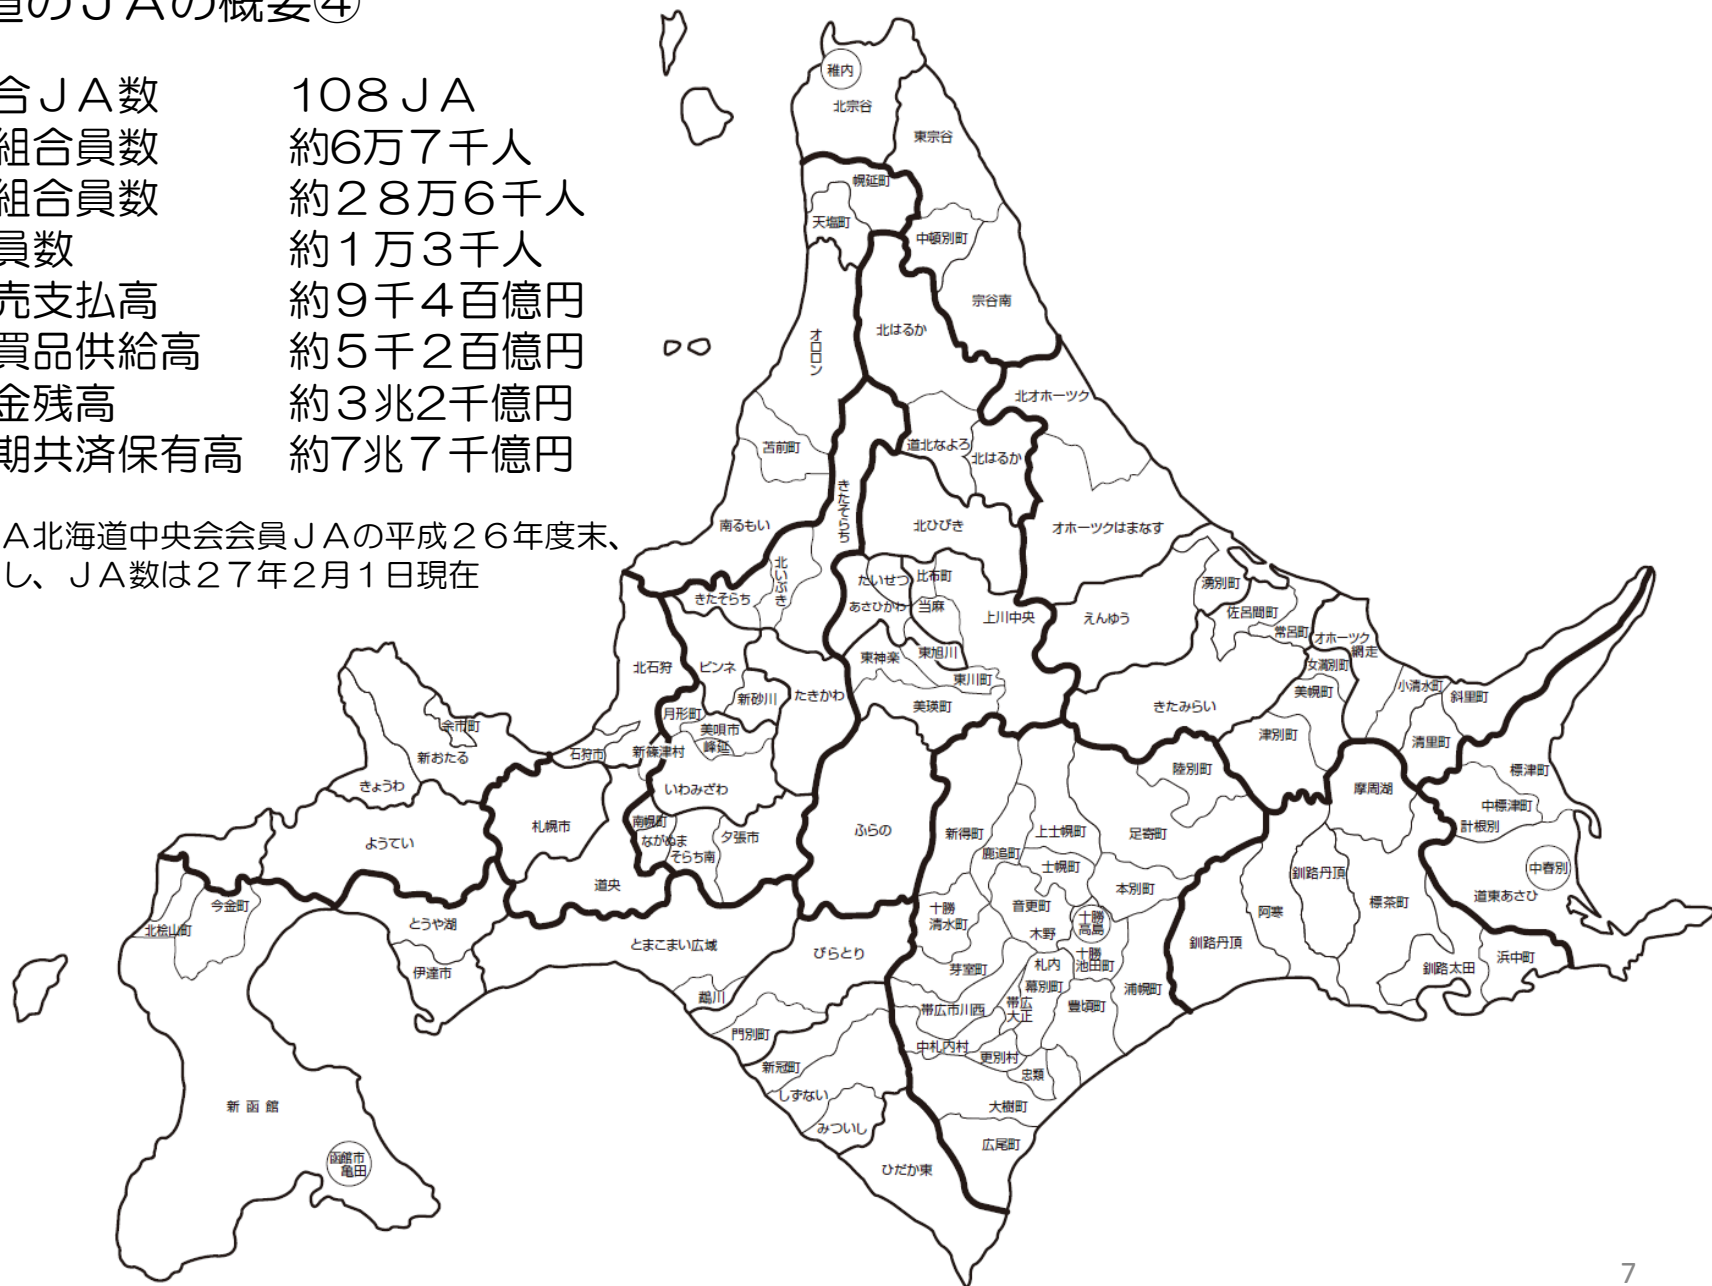 道のＪＡの概要④
合ＪＡ数　１０８ＪＡ
組合員数　約6万７千人
組合員数　約２８万６千人
員数　約１万３千人
売支払高　約９千４百億円
買品供給高　約５千２百億円
金残高　約３兆２千億円
期共済保有高　約7兆７千億円
Ａ北海道中央会会員ＪＡの平成２６年度末、
し、ＪＡ数は２７年２月１日現在
稚内
北宗谷
東宗谷
幌延町
天塩町
中頓別町
宗谷南
北はるか
オロロン
北オホーツク
苫前町
道北なよろ
北はるか
きたそらち
南るもい
北ひびき
オホーツクはまなす
北いぶき
きたそらち
たいせつ
比布町
あさひかわ
当麻
上川中央
えんゆう
湧別町
佐呂間町
常呂町
オホーツク
網走
北石狩
ピンネ
東神楽
東旭川
東川町
女満別町
美幌町
小清水町
斜里町
新砂川
たきかわ
美瑛町
きたみらい
月形町
美唄市
峰延
津別町
清里町
余市町
新おたる
石狩市
新篠津村
陸別町
標津町
きょうわ
いわみざわ
摩周湖
中標津町
計根別
札幌市
南幌町
ながぬま
そらち南
夕張市
ふらの
新得町
上士幌町
足寄町
ようてい
鹿追町
士幌町
中春別
釧路丹頂
道東あさひ
道央
本別町
標茶町
今金町
北桧山町
とうや湖
十勝
清水町
音更町
十勝
高島
阿寒
木野
釧路丹頂
とまこまい広域
びらとり
伊達市
芽室町
札内
十勝
池田町
浜中町
釧路太田
鵡川
幕別町
浦幌町
帯広市川西
帯広
大正
豊頃町
門別町
中札内村
更別村
新冠町
忠類
しずない
大樹町
新函館
みついし
広尾町
函館市
亀田
ひだか東
7